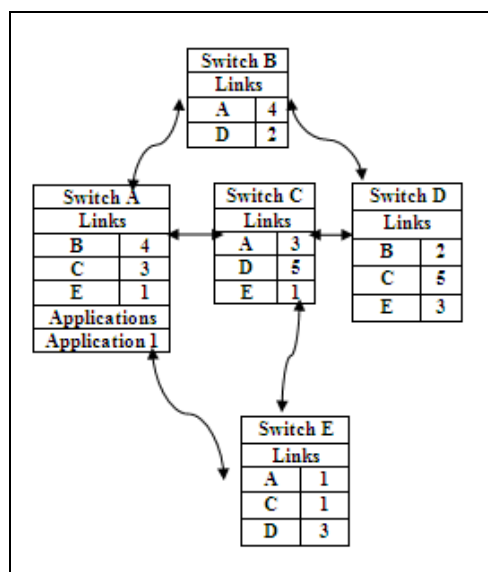 Switch B
Links
A 4
D 2
Switch A
Links
B 4
C 3
E 1
Applications
Application 1
Switch C
Links
A 3
D 5
E 1
Switch D
Links
B 2
C 5
E 3
Switch E
Links
A 1
C 1
D 3